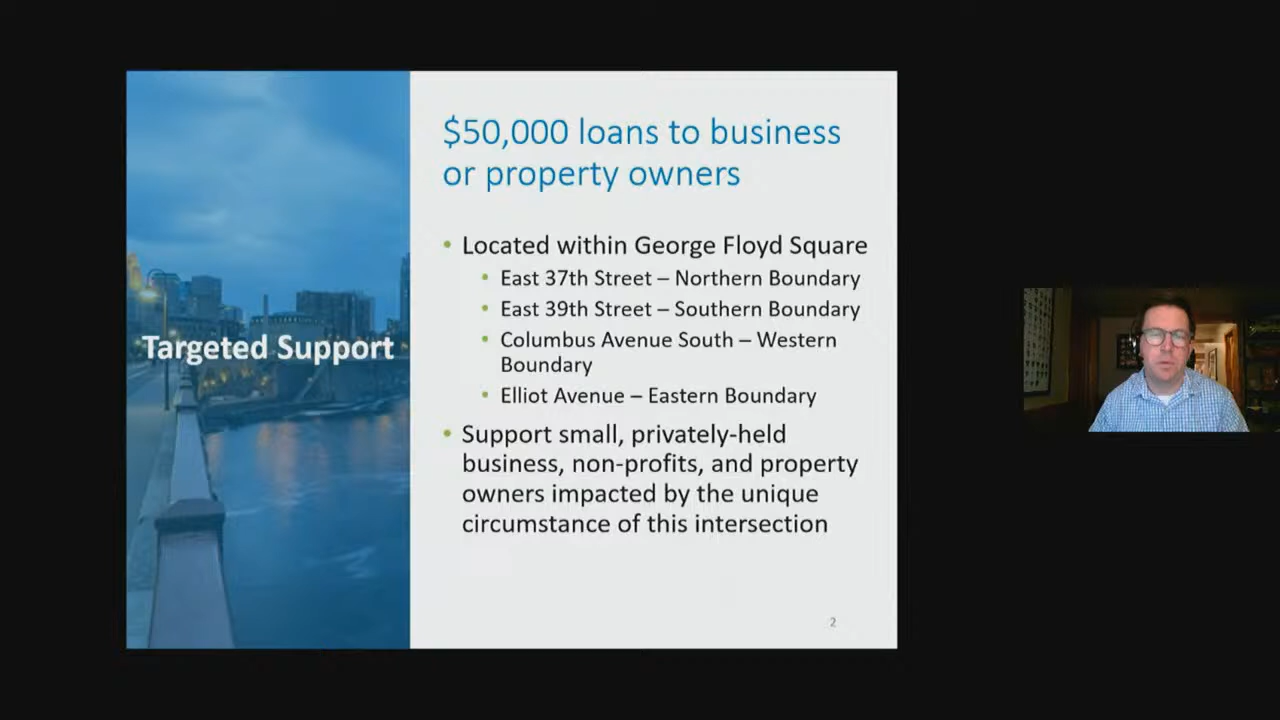 Targeted Support
$50,000 loans to business
or property owners
• Located within George Floyd Square
• East 37th Street – Northern Boundary
• East 39th Street – Southern Boundary
• Columbus Avenue South – Western
Boundary
• Elliot Avenue – Eastern Boundary
• Support small, privately-held
business, non-profits, and property
owners impacted by the unique
circumstance of this intersection
2